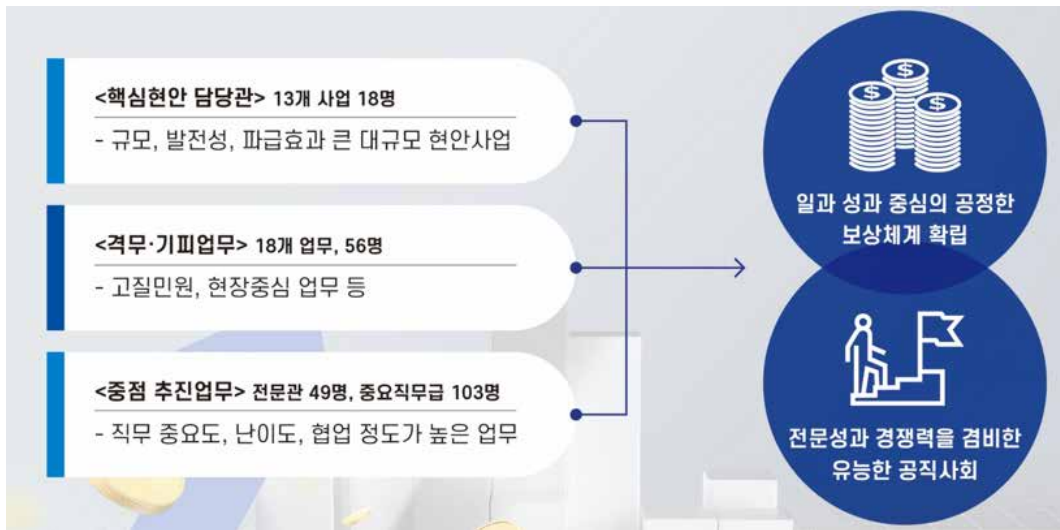 <핵심현안 담당관> 13개 사업 18명
- 규모, 발전성, 파급효과 큰 대규모 현안사업
<격무·기피업무> 18개 업무, 56명
- 고질민원, 현장중심 업무 등
<중점 추진업무> 전문관 49명, 중요직무급 103명
- 직무 중요도, 난이도, 협업 정도가 높은 업무
$
$
$
일과 성과 중심의 공정한
보상체계 확립
전문성과 경쟁력을 겸비한
유능한 공직사회